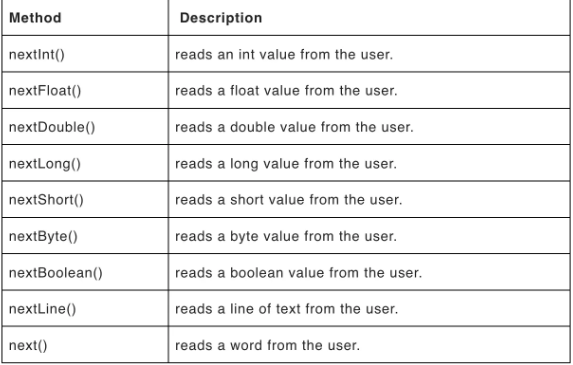 Method Description
nextInt() reads an int value from the user.
nextFloat() reads a float value from the user.
nextDouble() reads a double value from the user.
nextLong() reads a long value from the user.
nextShort() reads a short value from the user.
nextByte() reads a byte value from the user.
nextBoolean() reads a boolean value from the user.
nextLine() reads a line of text from the user.
next() reads a word from the user.